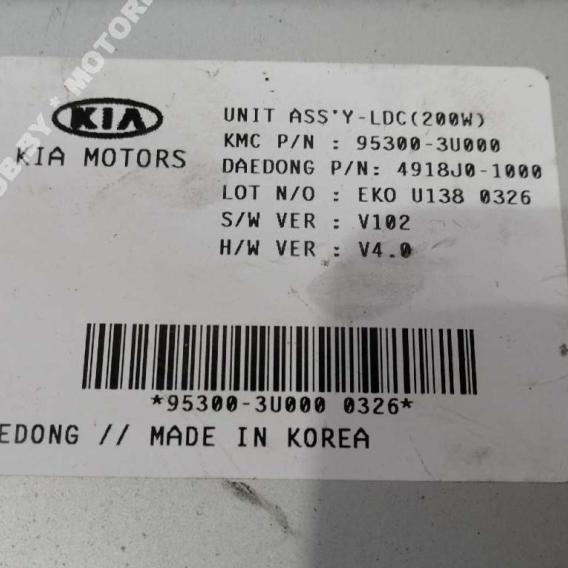 KIA
KIA MOTORS
UNIT ASS'Y-LDC(200W)
KMC P/N : 95300-3U000
DAEDONG P/N: 4918J0-1000
LOT N/O : EKO U138 0326
S/W VER : V102
H/W VER : V4.0
*95300-3U000 0326*
EDONG // MADE IN KOREA